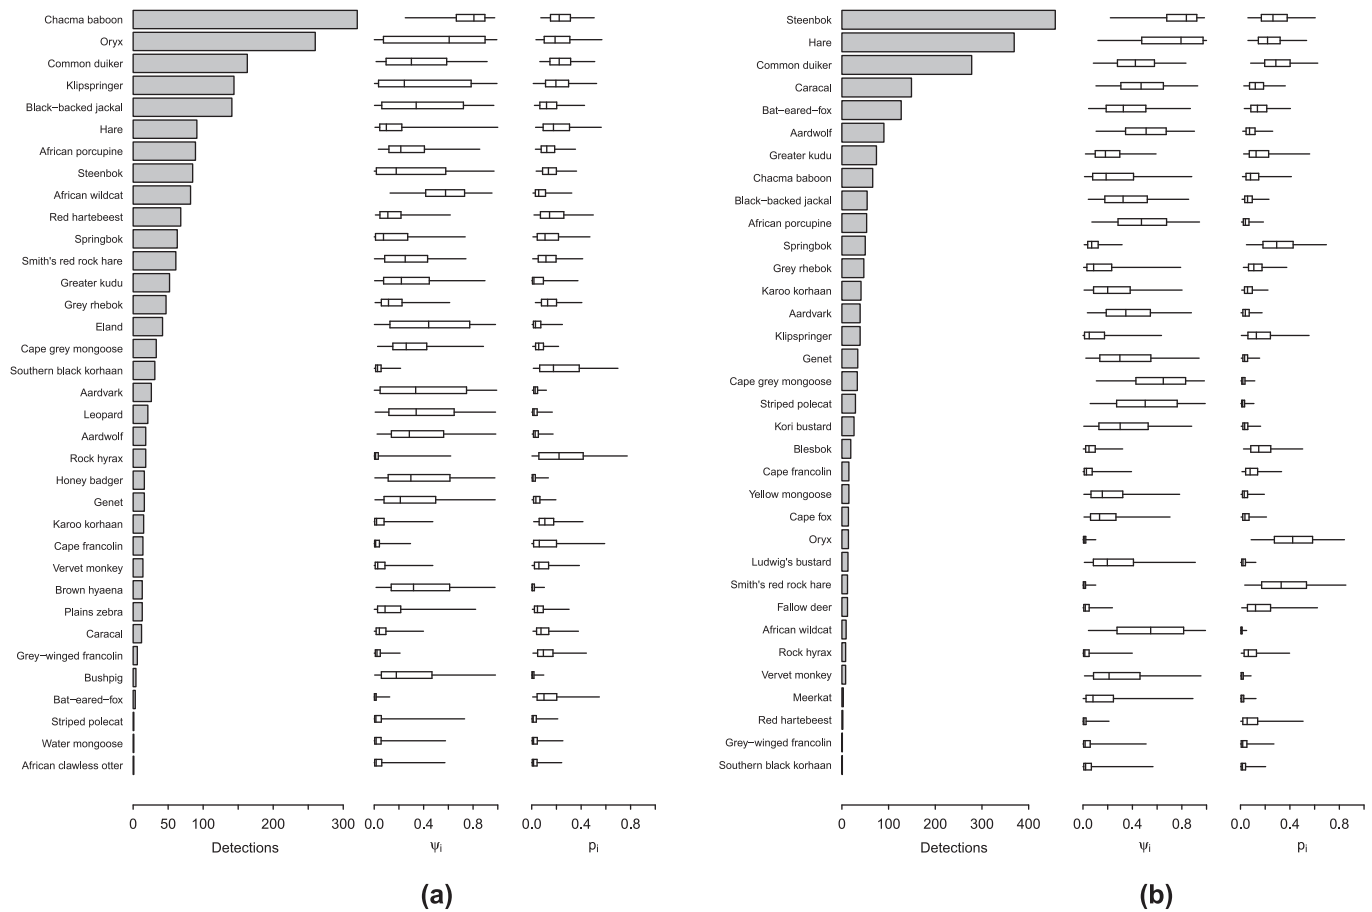 Chacma baboon
Oryx
Common duiker
Klipspringer
Black−backed jackal
Hare
African porcupine
Steenbok
African wildcat
Red hartebeest
Springbok
Smith's red rock hare
Greater kudu
Grey rhebok
Eland
Cape grey mongoose
Southern black korhaan
Aardvark
Leopard
Aardwolf
Rock hyrax
Honey badger
Genet
Karoo korhaan
Cape francolin
Vervet monkey
Brown hyaena
Plains zebra
Caracal
Grey−winged francolin
Bushpig
Bat−eared−fox
Striped polecat
Water mongoose
African clawless otter
0 50 100 200 300
Detections
0.0 0.4 0.8
ψi
0.0 0.4 0.8
pi
(a)
Steenbok
Hare
Common duiker
Caracal
Bat−eared−fox
Aardwolf
Greater kudu
Chacma baboon
Black−backed jackal
African porcupine
Springbok
Grey rhebok
Karoo korhaan
Aardvark
Klipspringer
Genet
Cape grey mongoose
Striped polecat
Kori bustard
Blesbok
Cape francolin
Yellow mongoose
Cape fox
Oryx
Ludwig's bustard
Smith's red rock hare
Fallow deer
African wildcat
Rock hyrax
Vervet monkey
Meerkat
Red hartebeest
Grey−winged francolin
Southern black korhaan
0 100 200 300 400
Detections
0.0 0.4 0.8
ψi
0.0 0.4 0.8
pi
(b)